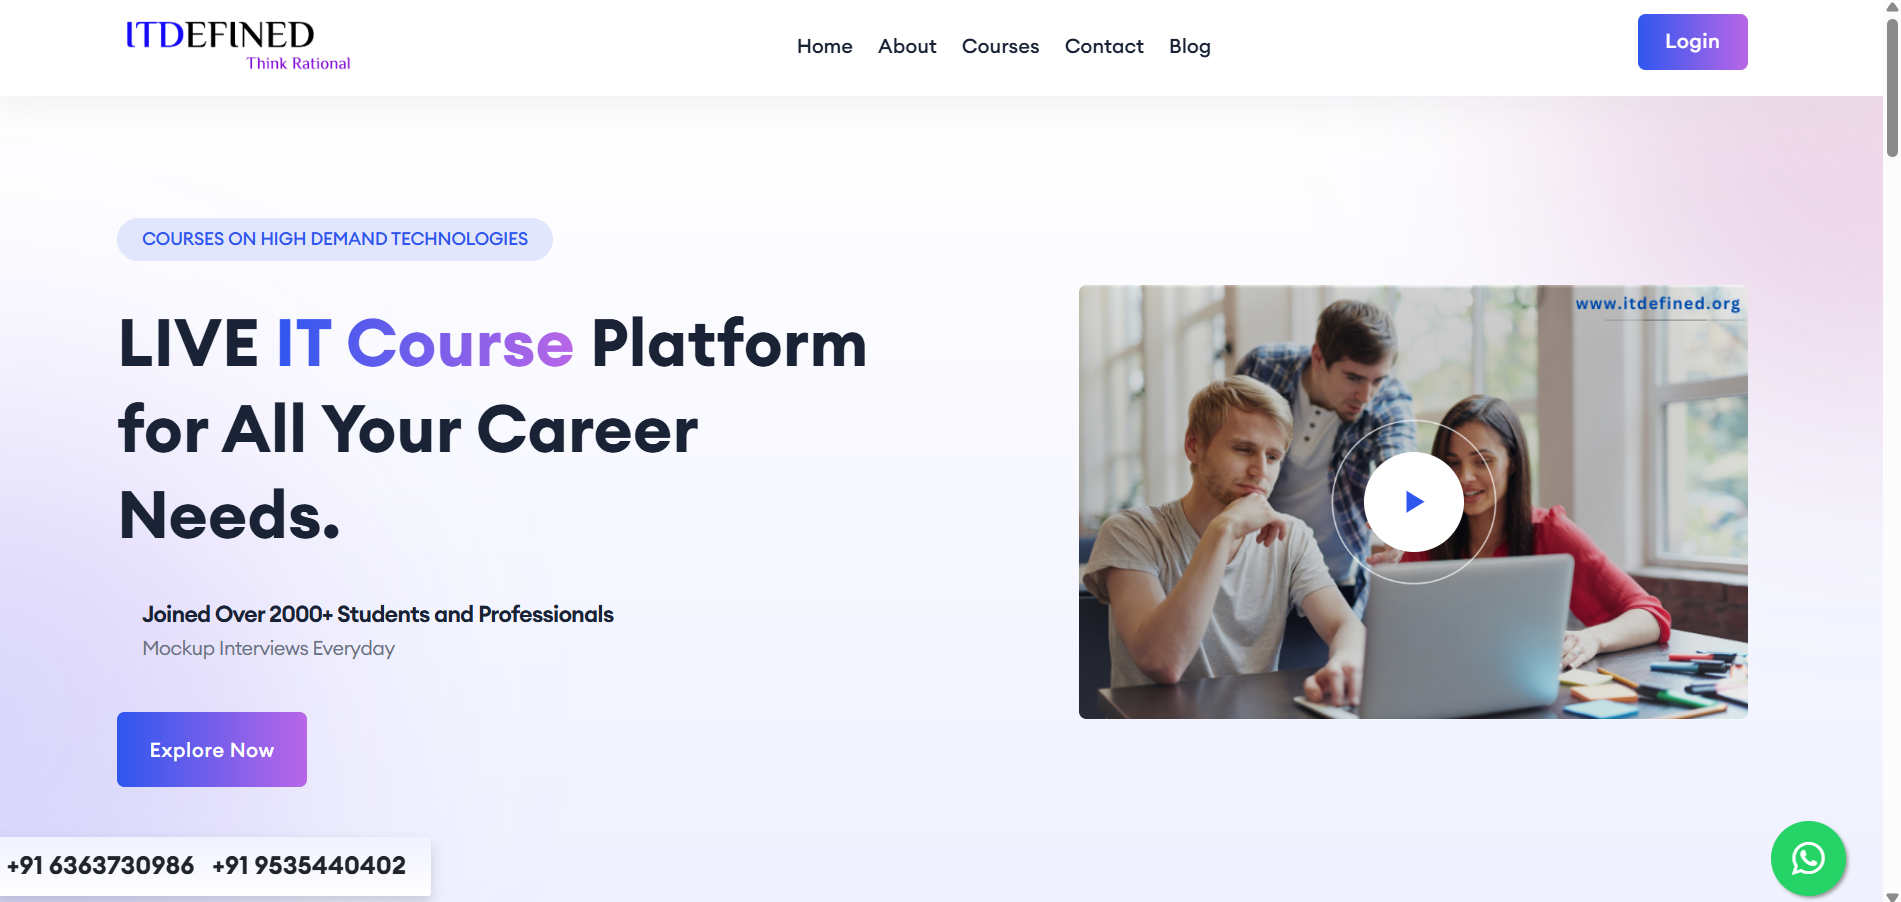 ITDEFINED
Think Rational
Home About Courses Contact Blog
Login
COURSES ON HIGH DEMAND TECHNOLOGIES
www.itdefined.org
LIVE IT Course Platform
for All Your Career
Needs.
Joined Over 2000+ Students and Professionals
Mockup Interviews Everyday
Explore Now
+91 6363730986 +91 9535440402